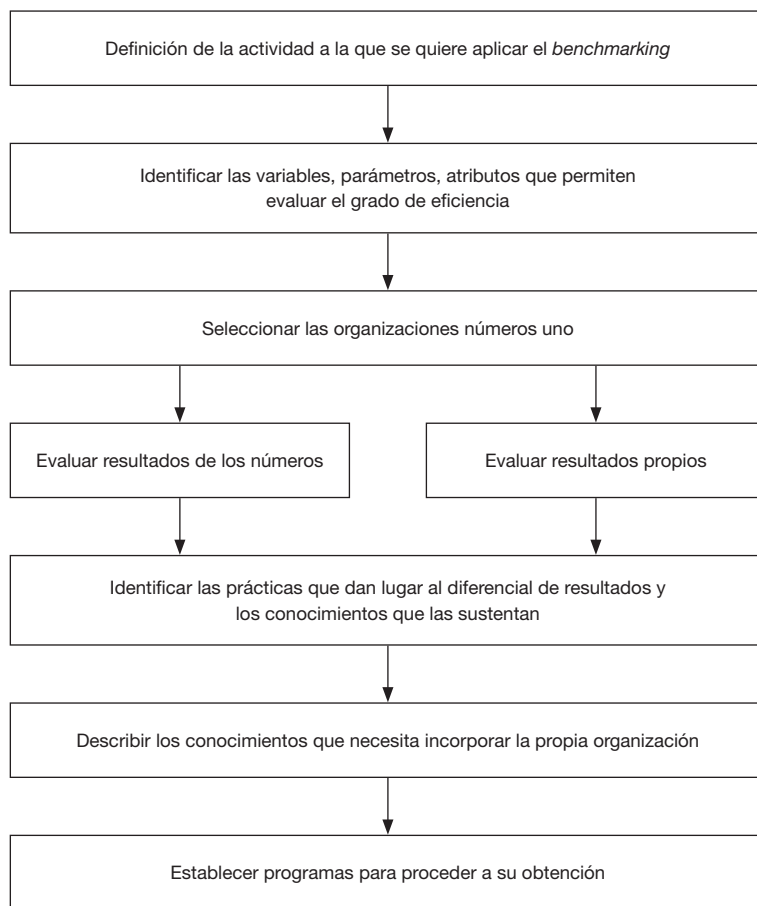 Definición de la actividad a la que se quiere aplicar el benchmarking
Identificar las variables, parámetros, atributos que permiten
evaluar el grado de eficiencia
Seleccionar las organizaciones números uno
Evaluar resultados de los números
Evaluar resultados propios
Identificar las prácticas que dan lugar al diferencial de resultados y
los conocimientos que las sustentan
Describir los conocimientos que necesita incorporar la propia organización
Establecer programas para proceder a su obtención